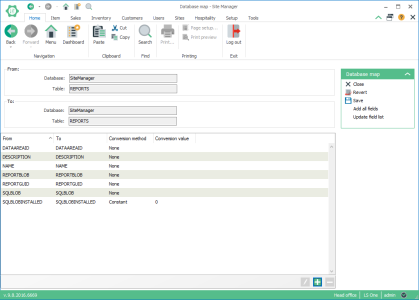 Database map - Site Manager
Home Item Sales Inventory Customers Users Sites Hospitality Setup Tools
Back Forward Menu Dashboard Paste Cut Copy Search Print... Page setup... Print preview Log out
Navigation Clipboard Find Printing Exit
From:
Database: SiteManager
Table: REPORTS
To:
Database: SiteManager
Table: REPORTS
From To Conversion method Conversion value
DATAAREAID DATAAREAID None
DESCRIPTION DESCRIPTION None
NAME NAME None
REPORTBLOB REPORTBLOB None
REPORTGUID REPORTGUID None
SQLBLOB SQLBLOB None
SQLBLOBINSTALLED SQLBLOBINSTALLED Constant 0
Database map
Close
Revert
Save
Add all fields
Update field list
Head office LS One admin